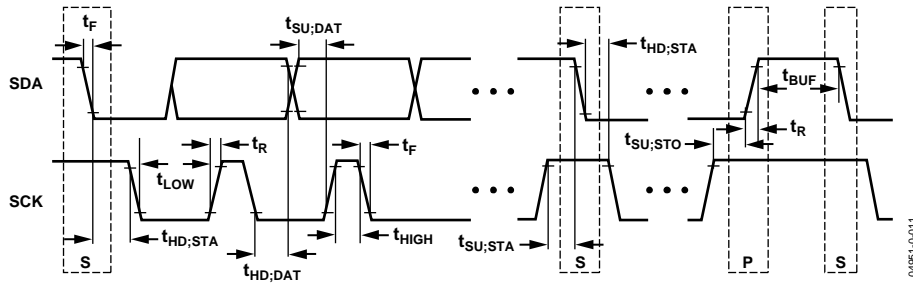 tF
tSU;DAT
tHD;STA
SDA
tBUF
tR
tF
tSU;STO
tR
tLOW
SCK
tHD;STA
tHIGH
tSU;STA
tHD;DAT
S
S
P
S
04951-0-011